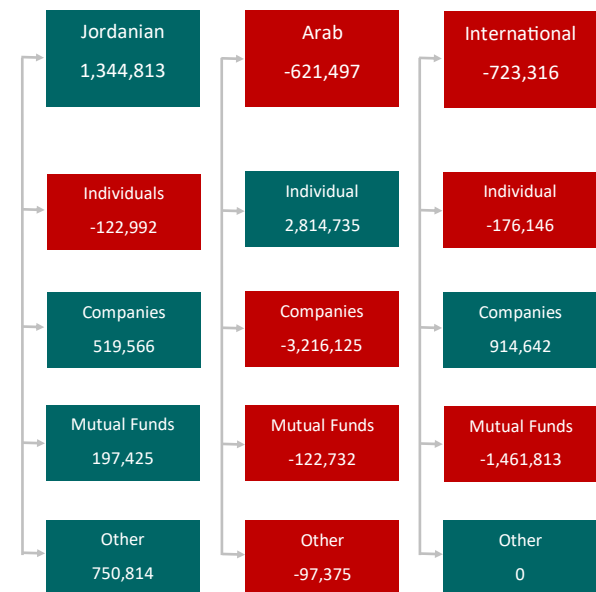 Jordanian
1,344,813
Individuals
-122,992
Companies
519,566
Mutual Funds
197,425
Other
750,814
Arab
-621,497
Individual
2,814,735
Companies
-3,216,125
Mutual Funds
-122,732
Other
-97,375
International
-723,316
Individual
-176,146
Companies
914,642
Mutual Funds
-1,461,813
Other
0